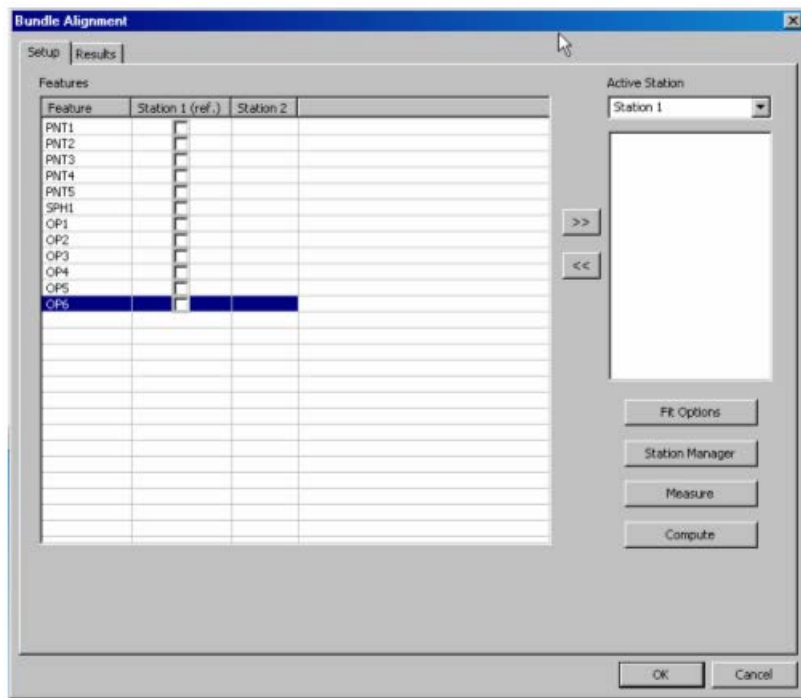 Bundle Alignment
Setup Results
Features
Feature Station 1 (ref.) Station 2
PNT1
PNT2
PNT3
PNT4
PNT5
SPH1
OP1
OP2
OP3
OP4
OP5
OP6
>>
<<
Active Station
Station 1
Fit Options
Station Manager
Measure
Compute
OK Cancel